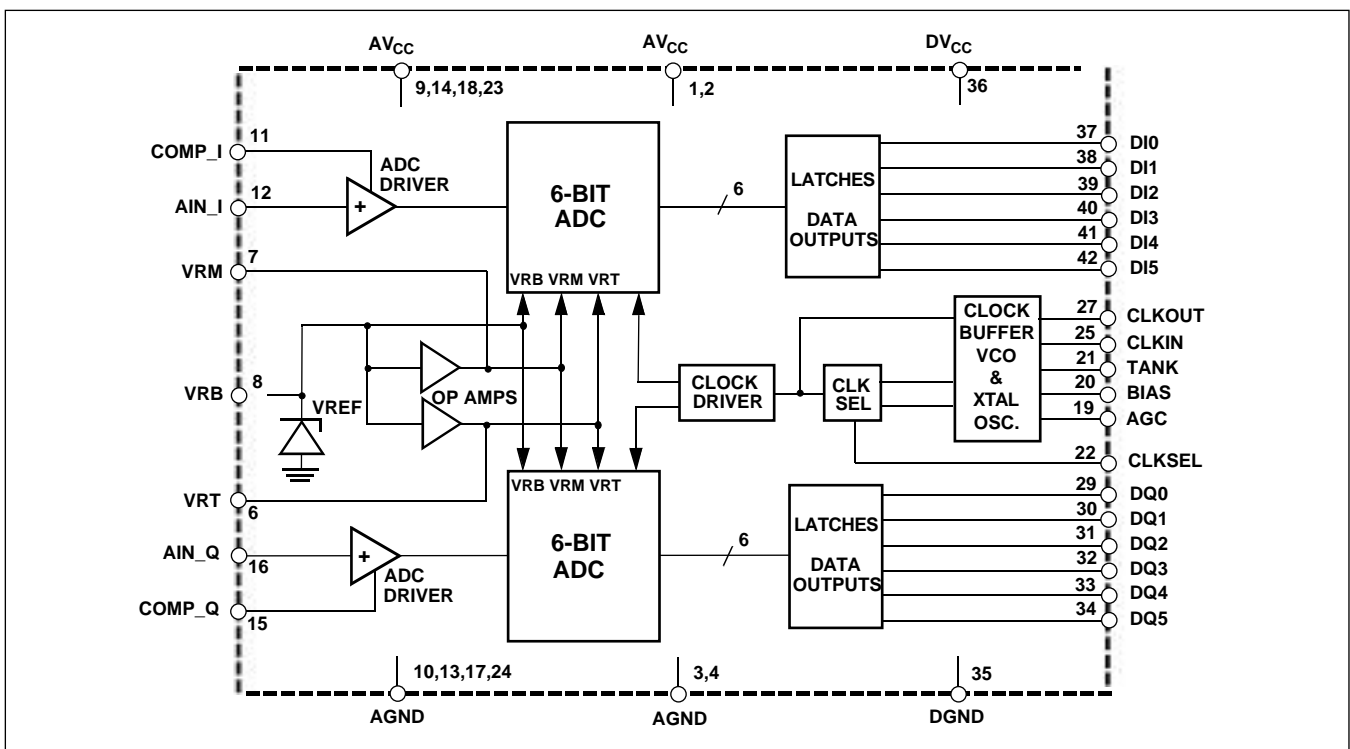 AVCC
AVCC
DVCC
9,14,18,23
1,2
36
COMP_I
11
ADC
DRIVER
AIN_I
12
+
6-BIT
ADC
6
LATCHES
DATA
OUTPUTS
37
DI0
38
DI1
39
DI2
40
DI3
41
DI4
42
DI5
VRM
7
VRB VRM VRT
VRB
8
VREF
OP AMPS
CLOCK
DRIVER
CLK
SEL
CLOCK
BUFFER
VCO
&
XTAL
OSC.
27
CLKOUT
25
CLKIN
21
TANK
20
BIAS
19
AGC
22
CLKSEL
VRT
6
VRB VRM VRT
AIN_Q
16
+
ADC
DRIVER
COMP_Q
15
6-BIT
ADC
6
LATCHES
DATA
OUTPUTS
29
DQ0
30
DQ1
31
DQ2
32
DQ3
33
DQ4
34
DQ5
10,13,17,24
3,4
35
AGND
AGND
DGND